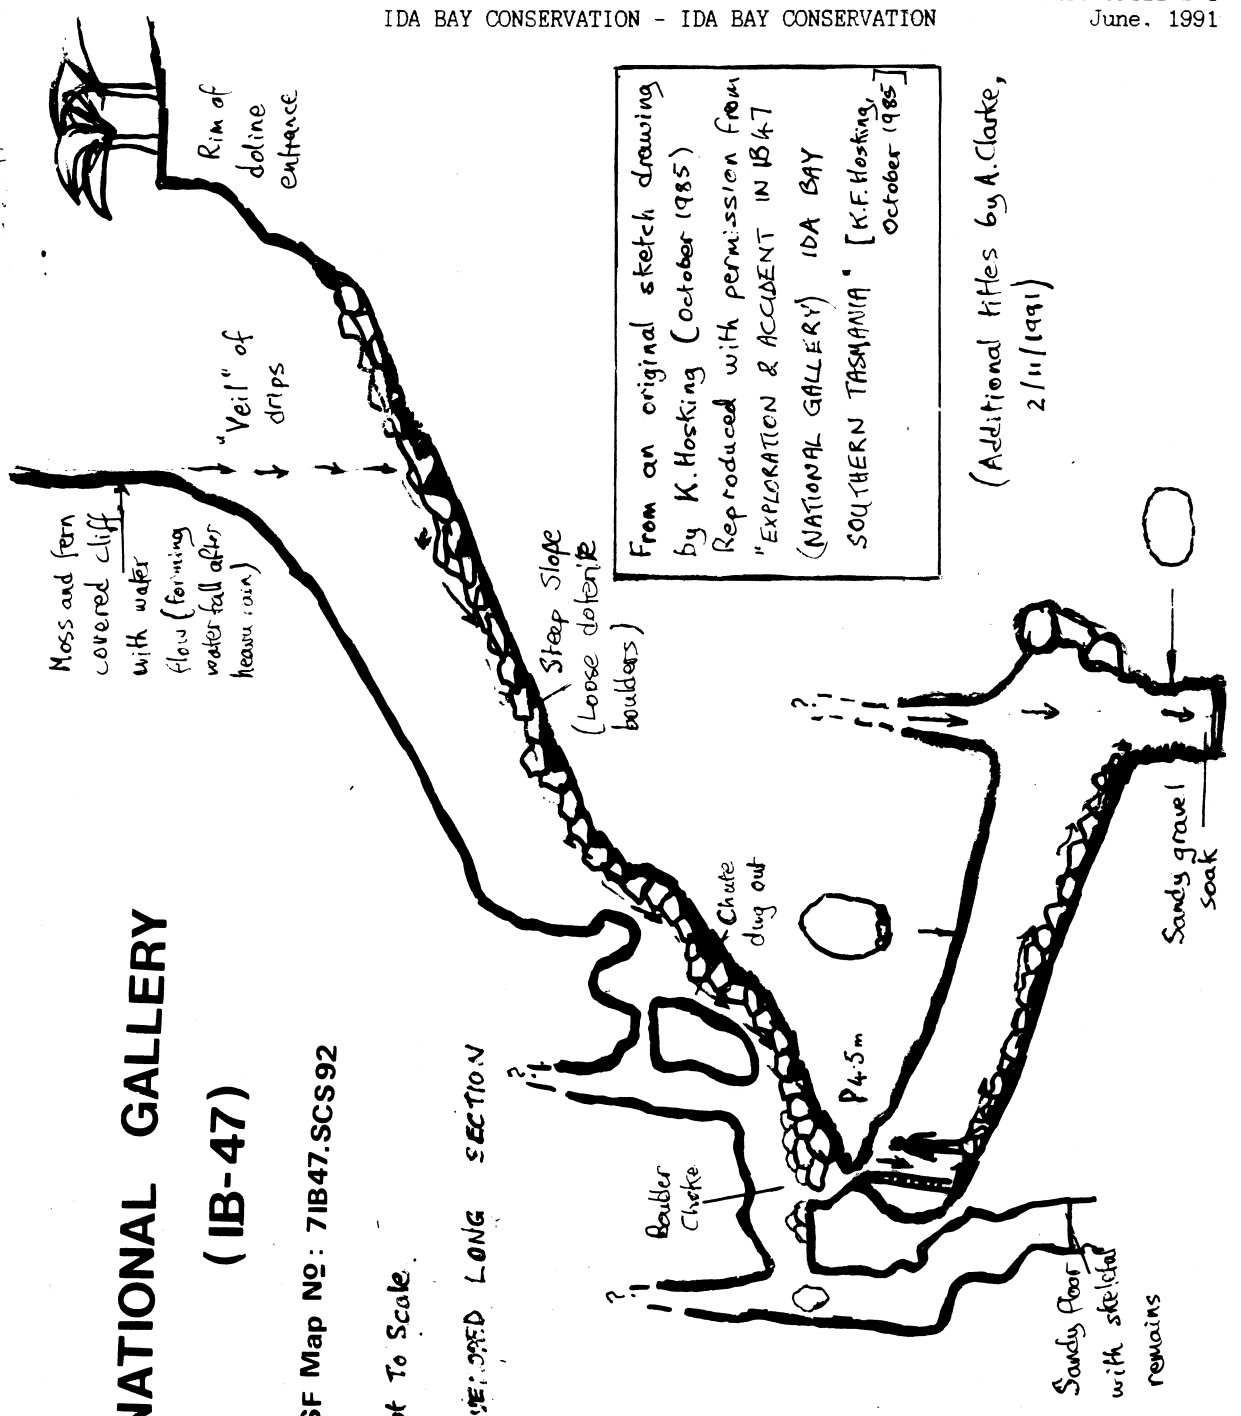 IDA BAY CONSERVATION - IDA BAY CONSERVATION
June. 1991
NATIONAL GALLERY
(IB-47)
SF Map No: 7IB47.SCS92
To Scale.
LONG SECTION
Moss and fern
covered cliff
with water
flow (forming
waterfall after
heavy rain)
"Veil" of
drips
Rim of
doline
entrance
Steep Slope
(Loose dolerite
boulders)
From an original sketch drawing
by K. Hosking (October 1985)
Reproduced with permission from
"EXPLORATION & ACCIDENT IN IB47
(NATIONAL GALLERY) IDA BAY
SOUTHERN TASMANIA" [K.F. Hosking,
October 1985]
(Additional titles by A. Clarke,
2/11/1991)
Chute
dug out
P4.5m
Boulder
Choke
?
?
?
Sandy gravel
soak
Sandy floor
with skeletal
remains